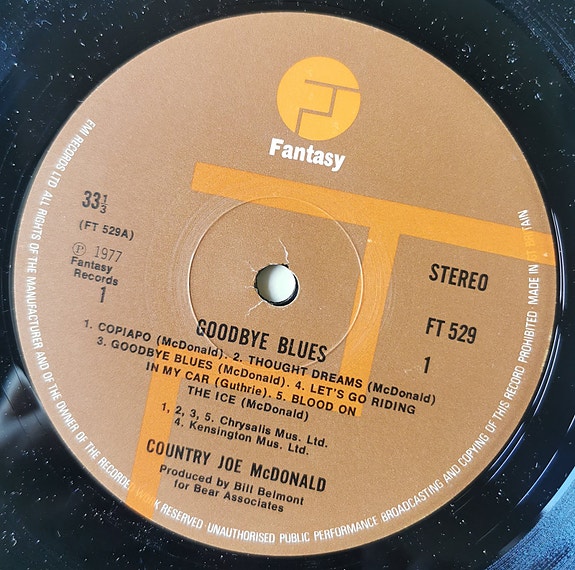 Fantasy
33⅓
(FT 529A)
Ⓟ 1977
Fantasy
Records
1
STEREO
FT 529
1
GOODBYE BLUES
1. COPIAPO (McDonald). 2. THOUGHT DREAMS (McDonald)
3. GOODBYE BLUES (McDonald). 4. LET'S GO RIDING
IN MY CAR (Guthrie). 5. BLOOD ON
THE ICE (McDonald)
1, 2, 3, 5. Chrysalis Mus. Ltd.
4. Kensington Mus. Ltd.
COUNTRY JOE McDONALD
Produced by Bill Belmont
for Bear Associates
EMI RECORDS LTD ALL RIGHTS OF THE MANUFACTURER AND OF THE OWNER OF THE RECORDED WORK RESERVED UNAUTHORISED PUBLIC PERFORMANCE BROADCASTING AND COPYING OF THIS RECORD PROHIBITED MADE IN BRITAIN